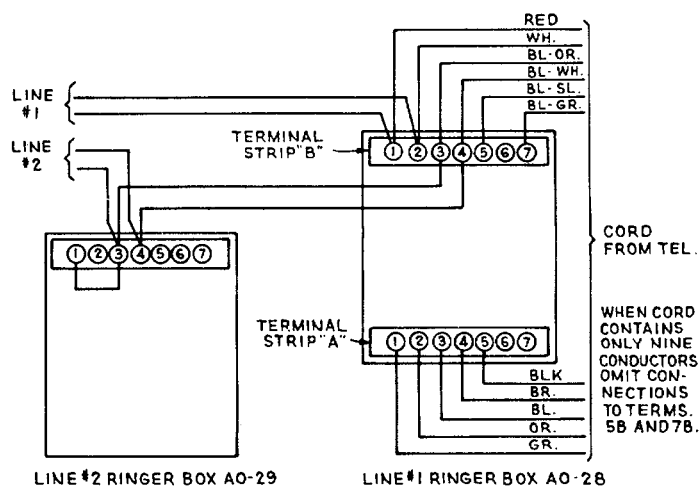 RED
WH.
BL-OR.
BL-WH.
BL-SL.
BL-GR.
LINE
#1
LINE
#2
TERMINAL
STRIP "B"
1 2 3 4 5 6 7
1 2 3 4 5 6 7
CORD
FROM TEL.
TERMINAL
STRIP "A"
1 2 3 4 5 6 7
WHEN CORD
CONTAINS
ONLY NINE
CONDUCTORS
OMIT CON-
NECTIONS
TO TERMS.
5B AND 7B.
BLK
BR.
BL.
OR.
GR.
LINE #2 RINGER BOX AO-29
LINE #1 RINGER BOX AO-28